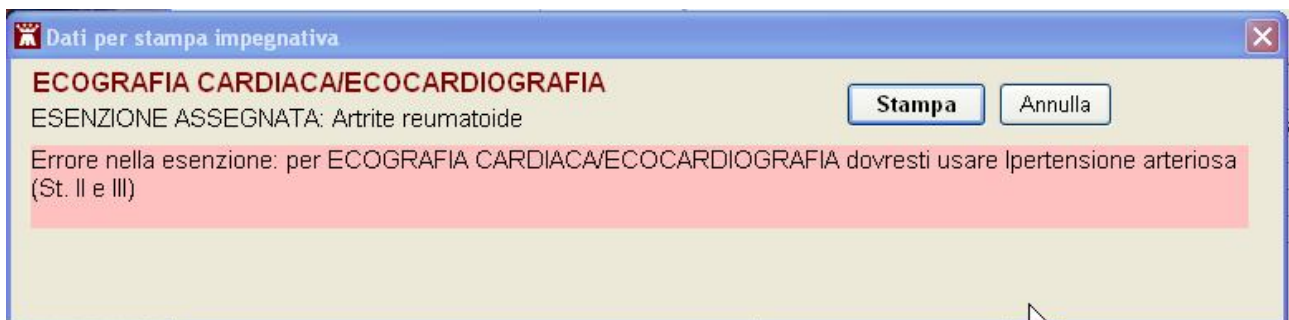 Dati per stampa impegnativa
ECOGRAFIA CARDIACA/ECOCARDIOGRAFIA
ESENZIONE ASSEGNATA: Artrite reumatoide
Stampa
Annulla
Errore nella esenzione: per ECOGRAFIA CARDIACA/ECOCARDIOGRAFIA dovresti usare Ipertensione arteriosa
(St. II e III)